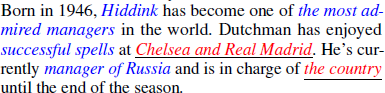 Born in 1946, Hiddink has become one of the most ad-
mired managers in the world. Dutchman has enjoyed
successful spells at Chelsea and Real Madrid. He's cur-
rently manager of Russia and is in charge of the country
until the end of the season.